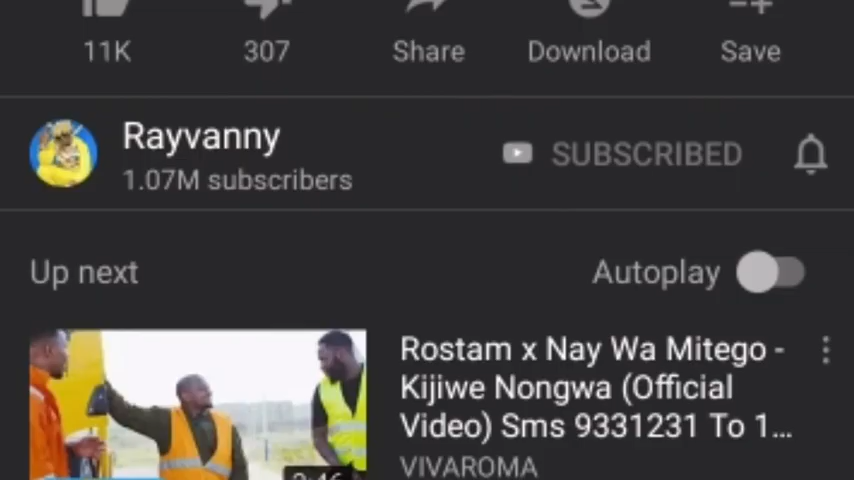 11K 307 Share Download Save
Rayvanny
1.07M subscribers
SUBSCRIBED
Up next
Autoplay
Rostam x Nay Wa Mitego -
Kijiwe Nongwa (Official
Video) Sms 9331231 To 1...
VIVAROMA